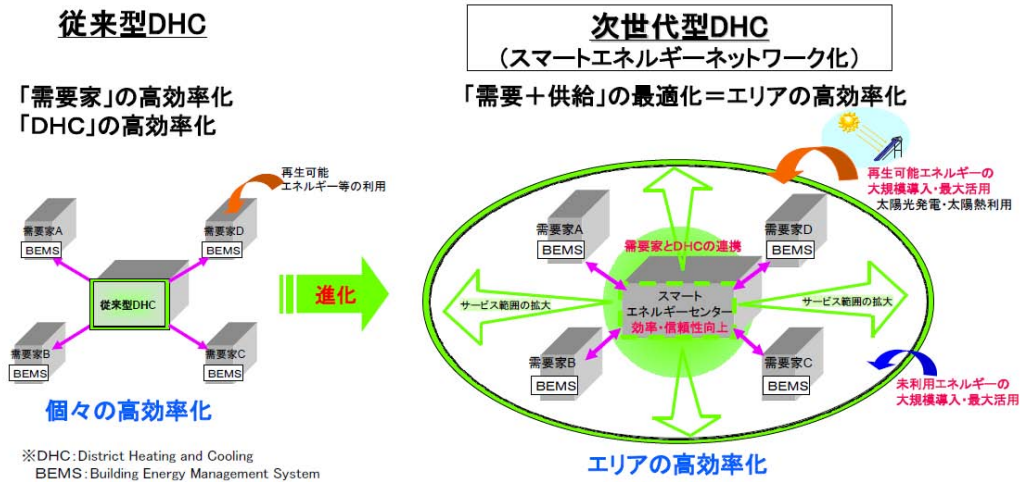 従来型DHC
「需要家」の高効率化
「DHC」の高効率化
再生可能
エネルギー等の利用
需要家A
BEMS
需要家D
BEMS
従来型DHC
需要家B
BEMS
需要家C
BEMS
個々の高効率化
※DHC:District Heating and Cooling
BEMS:Building Energy Management System
進化
次世代型DHC
(スマートエネルギーネットワーク化)
「需要+供給」の最適化=エリアの高効率化
再生可能エネルギーの
大規模導入・最大活用
太陽光発電・太陽熱利用
需要家A
BEMS
需要家D
BEMS
需要家とDHCの連携
サービス範囲の拡大
スマート
エネルギーセンター
効率・信頼性向上
サービス範囲の拡大
需要家B
BEMS
需要家C
BEMS
未利用エネルギーの
大規模導入・最大活用
エリアの高効率化